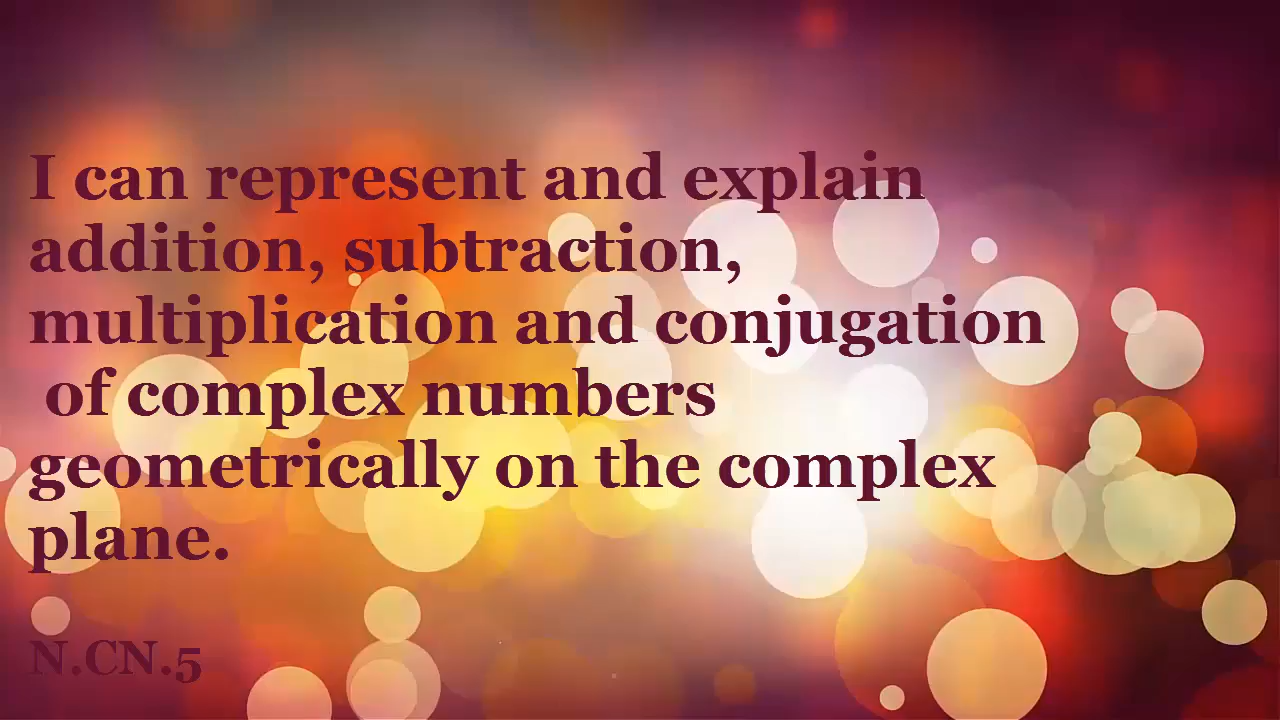 I can represent and explain
addition, subtraction,
multiplication and conjugation
of complex numbers
geometrically on the complex
plane.
N.CN.5